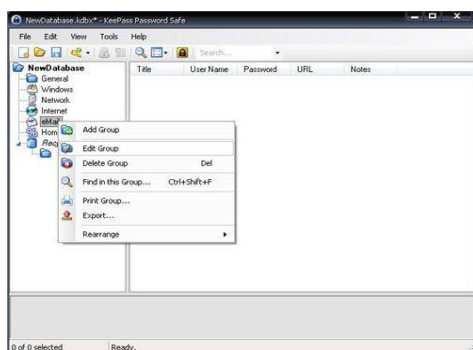 NewDatabase.kdbx* - KeePass Password Safe
File Edit View Tools Help
Search...
NewDatabase
Title User Name Password URL Notes
General
Windows
Network
Internet
eMail
Hom
Rec
Add Group
Edit Group
Delete Group Del
Find in this Group... Ctrl+Shift+F
Print Group...
Export...
Rearrange
0 of 0 selected Ready.